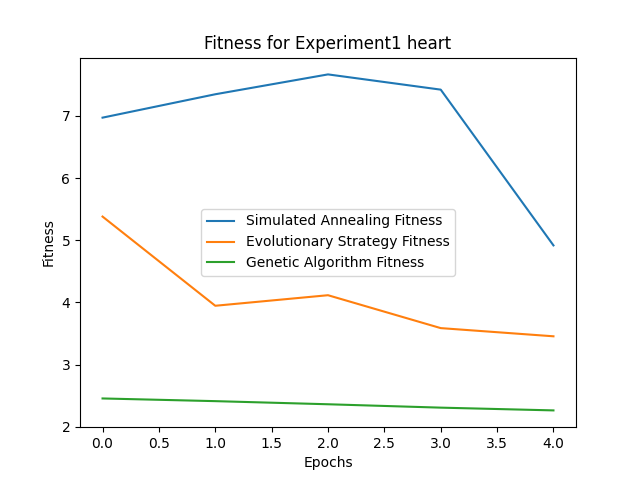 Fitness for Experiment1 heart
Fitness
7
6
5
4
3
2
Simulated Annealing Fitness
Evolutionary Strategy Fitness
Genetic Algorithm Fitness
0.0 0.5 1.0 1.5 2.0 2.5 3.0 3.5 4.0
Epochs